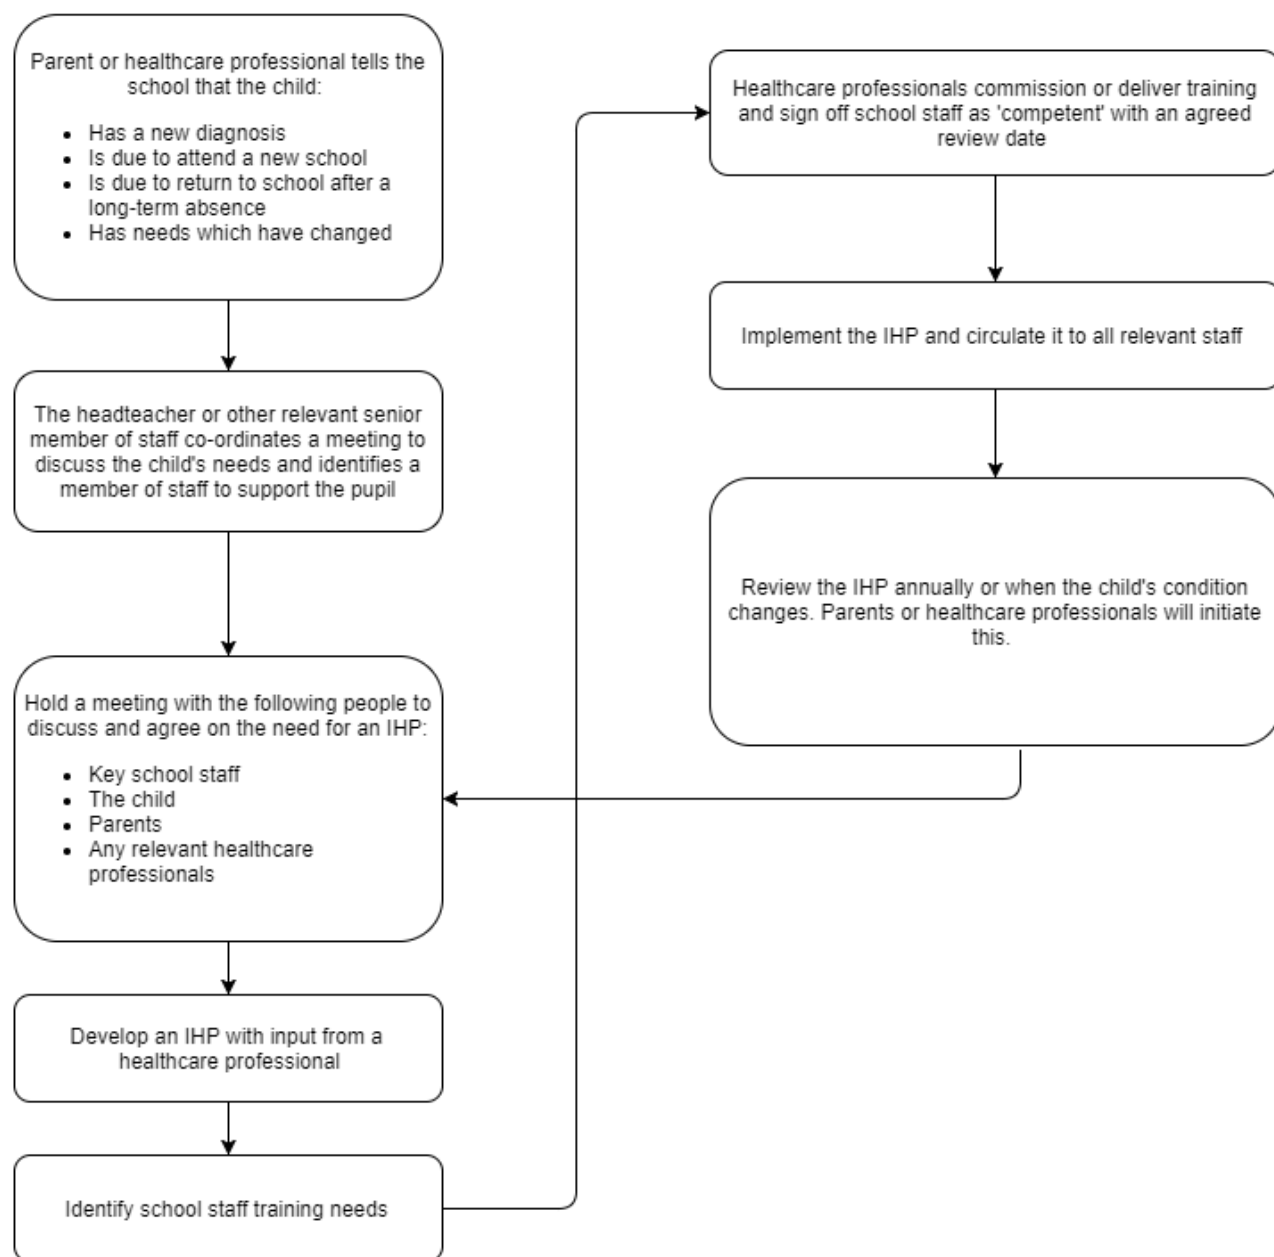 Parent or healthcare professional tells the
school that the child:
• Has a new diagnosis
• Is due to attend a new school
• Is due to return to school after a
long-term absence
• Has needs which have changed
The headteacher or other relevant senior
member of staff co-ordinates a meeting to
discuss the child's needs and identifies a
member of staff to support the pupil
Hold a meeting with the following people to
discuss and agree on the need for an IHP:
• Key school staff
• The child
• Parents
• Any relevant healthcare
professionals
Develop an IHP with input from a
healthcare professional
Identify school staff training needs
Healthcare professionals commission or deliver training
and sign off school staff as 'competent' with an agreed
review date
Implement the IHP and circulate it to all relevant staff
Review the IHP annually or when the child's condition
changes. Parents or healthcare professionals will initiate
this.